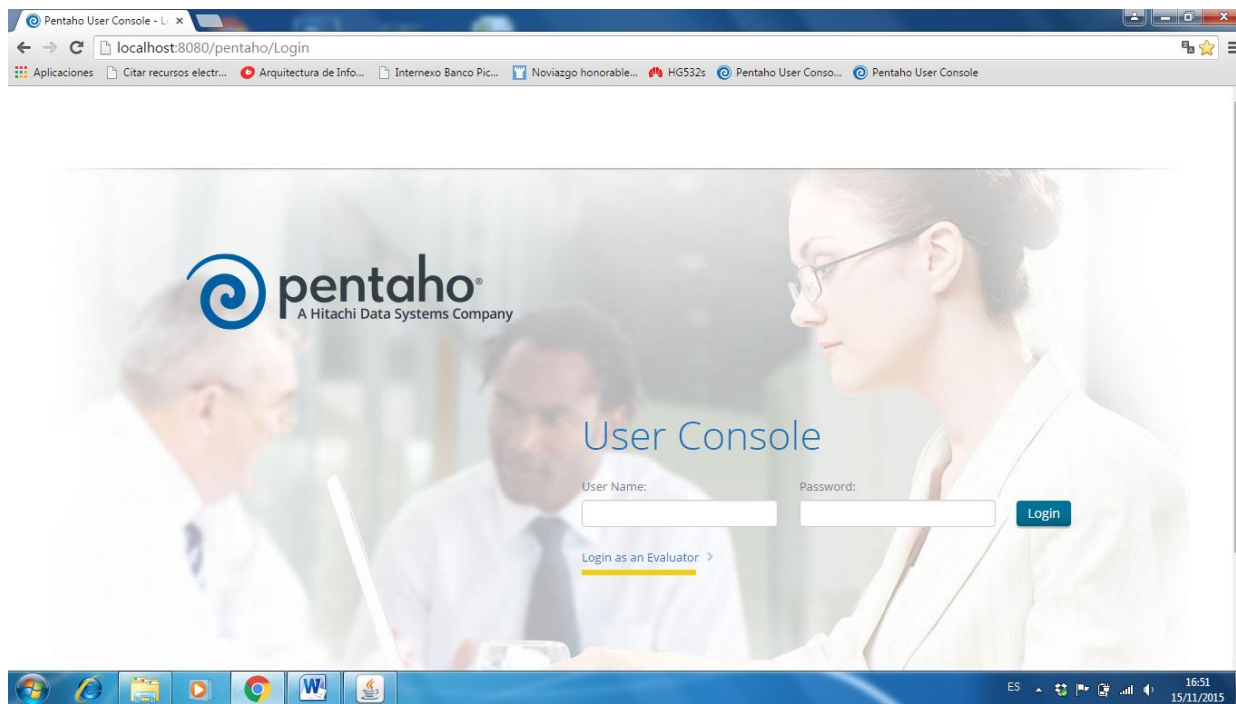 Pentaho User Console - Lo
localhost:8080/pentaho/Login
Aplicaciones Citar recursos electr... Arquitectura de Info... Internexo Banco Pic... Noviazgo honorable... HG532s Pentaho User Conso... Pentaho User Console
pentaho®
A Hitachi Data Systems Company
User Console
User Name: Password:
Login
Login as an Evaluator >
ES 16:51
15/11/2015